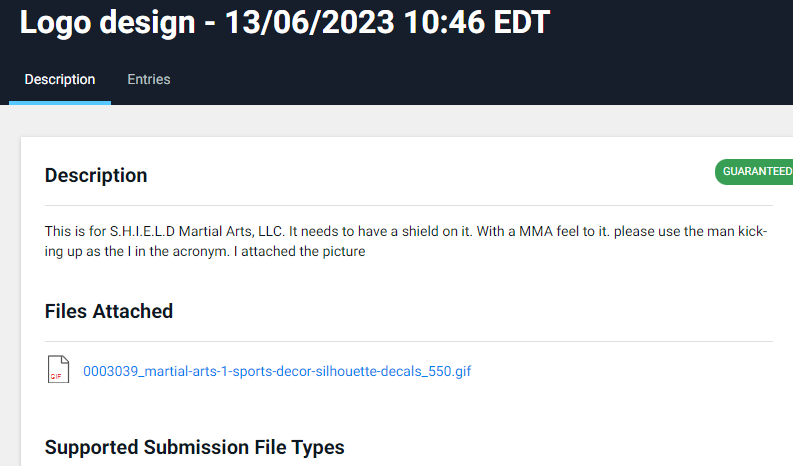 Logo design - 13/06/2023 10:46 EDT
Description Entries
Description
GUARANTEED
This is for S.H.I.E.L.D Martial Arts, LLC. It needs to have a shield on it. With a MMA feel to it. please use the man kick-
ing up as the I in the acronym. I attached the picture
Files Attached
GIF
0003039_martial-arts-1-sports-decor-silhouette-decals_550.gif
Supported Submission File Types